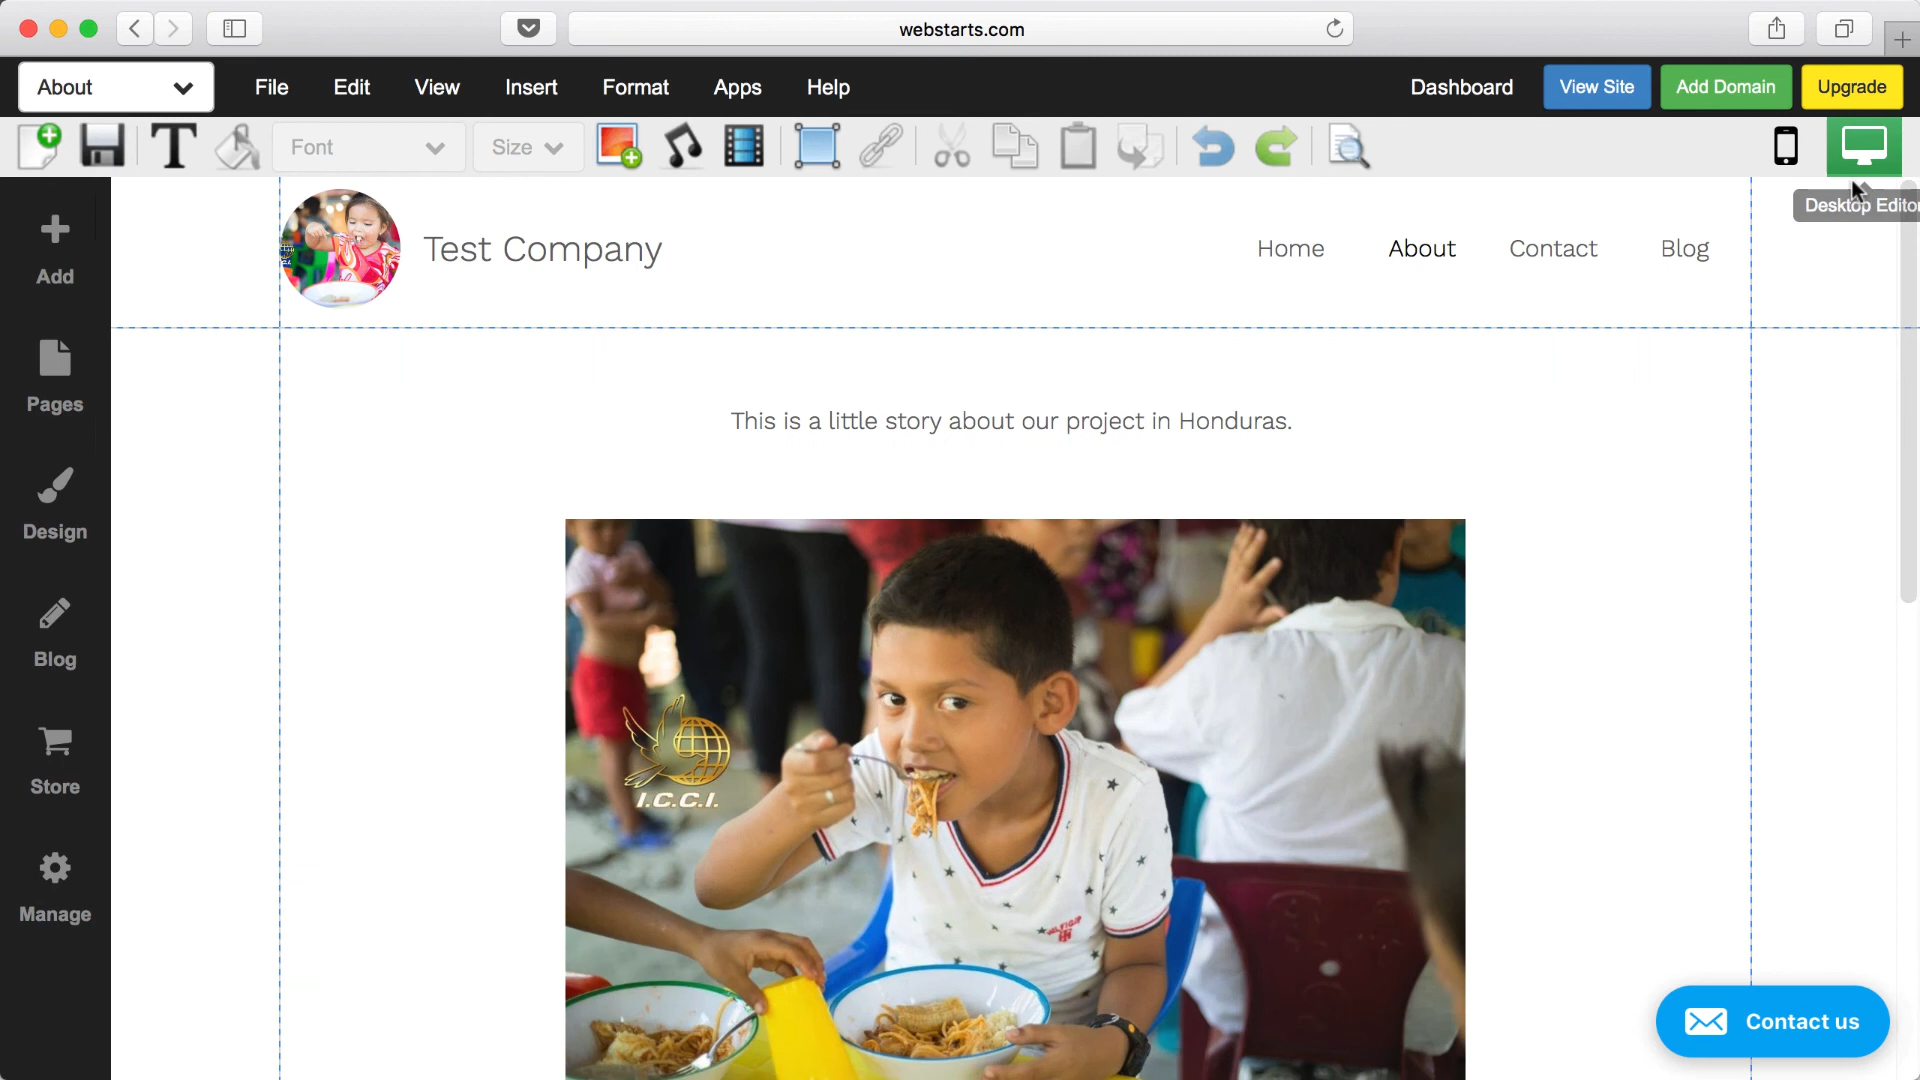 webstarts.com
About File Edit View Insert Format Apps Help Dashboard View Site Add Domain Upgrade
T Font Size
Desktop Editor
Add
Pages
Design
Blog
Store
Manage
Test Company Home About Contact Blog
This is a little story about our project in Honduras.
I.C.C.I.
Contact us